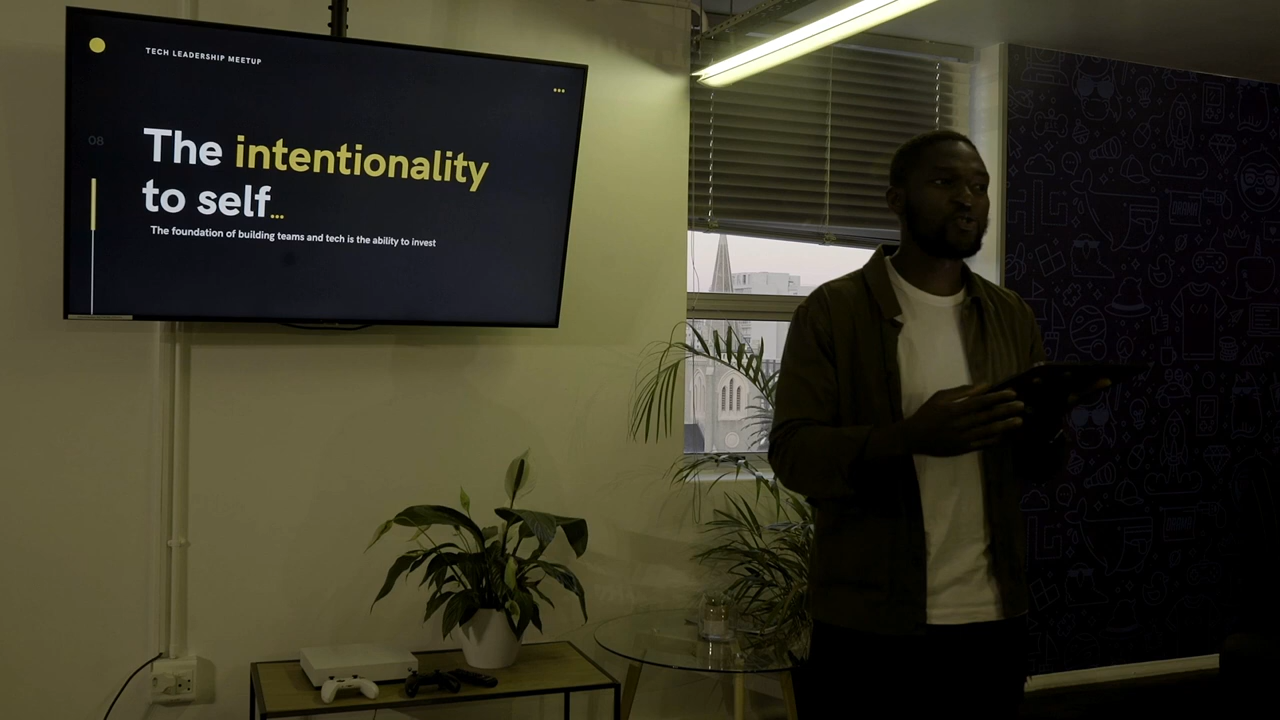 TECH LEADERSHIP MEETUP
08
The intentionality
to self...
The foundation of building teams and tech is the ability to invest